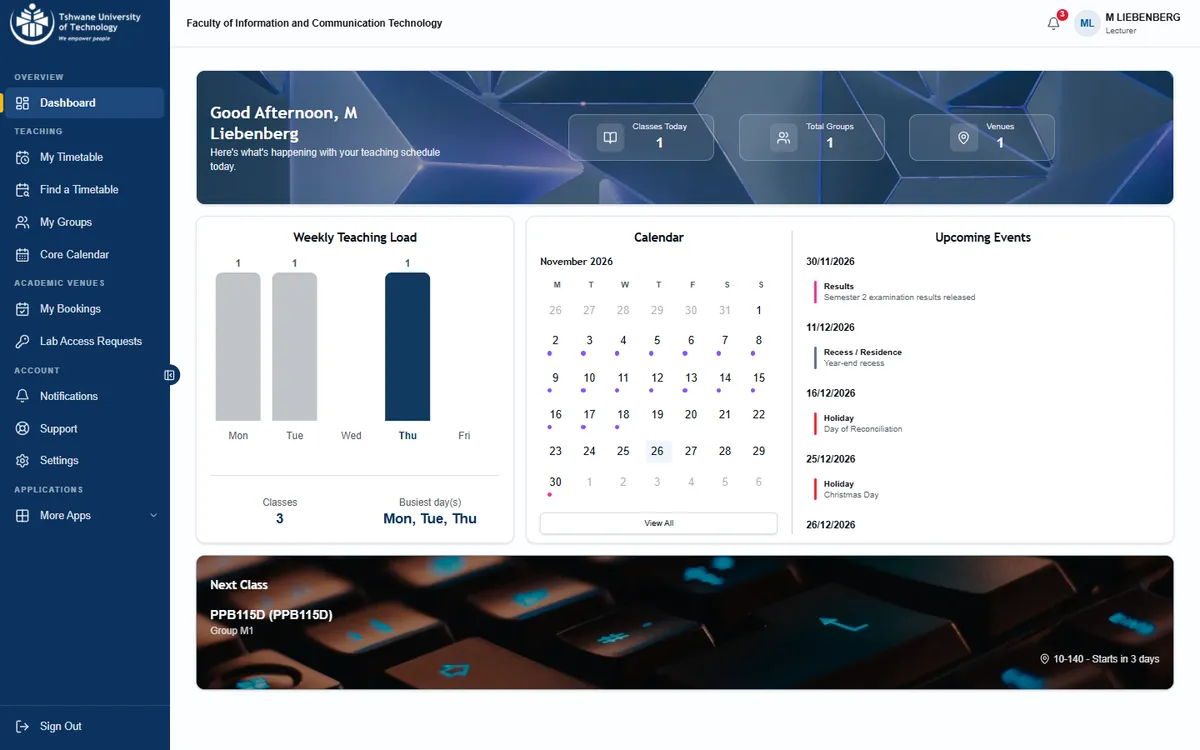 Tshwane University
of Technology
We empower people
OVERVIEW
Dashboard
TEACHING
My Timetable
Find a Timetable
My Groups
Core Calendar
ACADEMIC VENUES
My Bookings
Lab Access Requests
ACCOUNT
Notifications
Support
Settings
APPLICATIONS
More Apps
Sign Out
Faculty of Information and Communication Technology
3
ML
M LIEBENBERG
Lecturer
Good Afternoon, M
Liebenberg
Here's what's happening with your teaching schedule
today.
Classes Today
1
Total Groups
1
Venues
1
Weekly Teaching Load
1 1 1
Mon Tue Wed Thu Fri
Classes
3
Busiest day(s)
Mon, Tue, Thu
Calendar
November 2026
M T W T F S S
26 27 28 29 30 31 1
2 3 4 5 6 7 8
9 10 11 12 13 14 15
16 17 18 19 20 21 22
23 24 25 26 27 28 29
30 1 2 3 4 5 6
View All
Upcoming Events
30/11/2026
Results
Semester 2 examination results released
11/12/2026
Recess / Residence
Year-end recess
16/12/2026
Holiday
Day of Reconciliation
25/12/2026
Holiday
Christmas Day
26/12/2026
Next Class
PPB115D (PPB115D)
Group M1
10-140 - Starts in 3 days